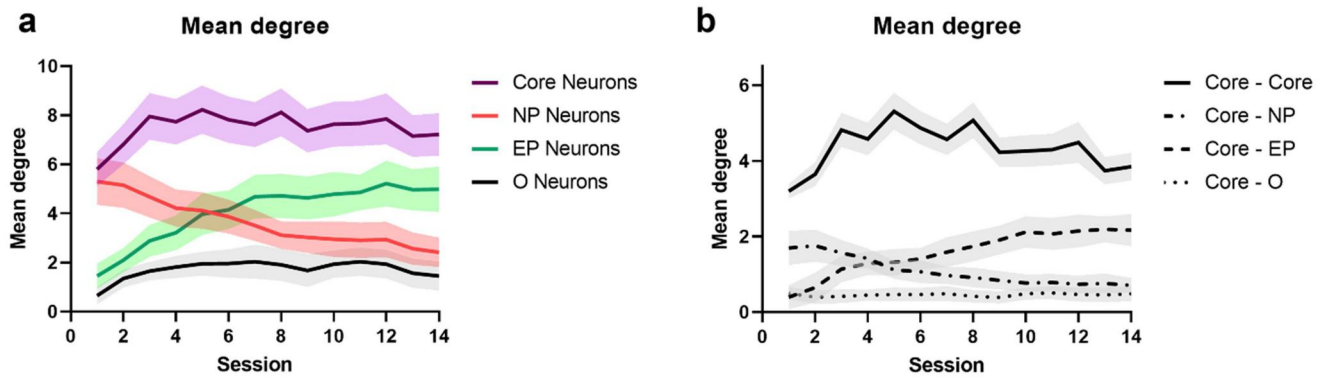 a
Mean degree
Mean degree
10
8
6
4
2
0
0 2 4 6 8 10 12 14
Session
Core Neurons
NP Neurons
EP Neurons
O Neurons
b
Mean degree
Mean degree
6
4
2
0
0 2 4 6 8 10 12 14
Session
Core - Core
Core - NP
Core - EP
Core - O